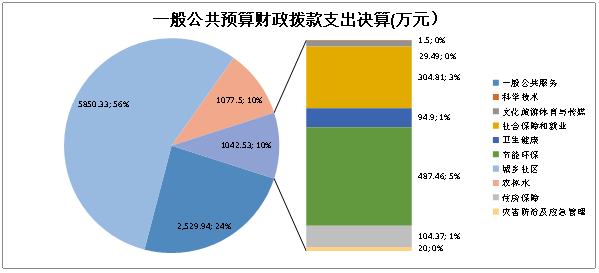 一般公共预算财政拨款支出决算(万元）
5850.33; 56%
1077.5; 10%
1042.53; 10%
2,529.94; 24%
1.5; 0%
29.49; 0%
304.81; 3%
94.9; 1%
487.46; 5%
104.37; 1%
20; 0%
一般公共服务
科学技术
文化旅游体育与传媒
社会保障和就业
卫生健康
节能环保
城乡社区
农林水
住房保障
灾害防治及应急管理